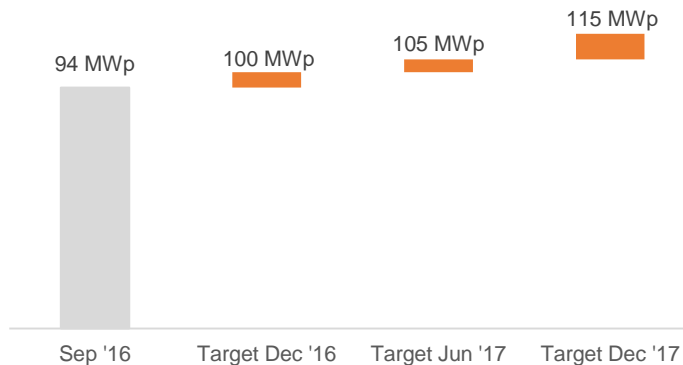 94 MWp
100 MWp
105 MWp
115 MWp
Sep '16
Target Dec '16
Target Jun '17
Target Dec '17